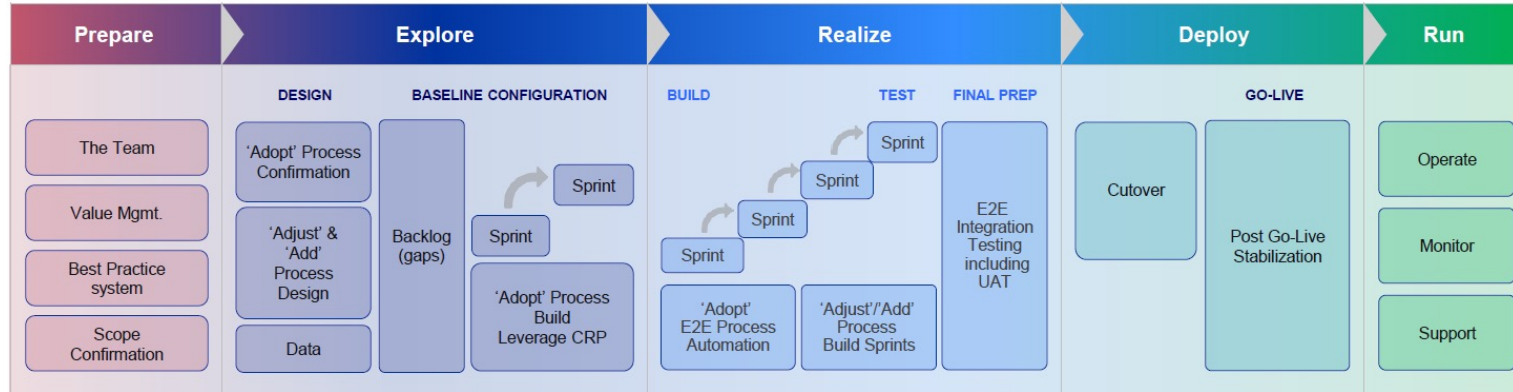 Prepare
Explore
Realize
Deploy
Run
DESIGN
BASELINE CONFIGURATION
BUILD
TEST
FINAL PREP
GO-LIVE
The Team
Value Mgmt.
Best Practice
system
Scope
Confirmation
‘Adopt’ Process
Confirmation
‘Adjust’ &
‘Add’
Process
Design
Data
Backlog
(gaps)
Sprint
Sprint
‘Adopt’ Process
Build
Leverage CRP
Sprint
Sprint
Sprint
Sprint
‘Adopt’
E2E Process
Automation
‘Adjust’/‘Add’
Process
Build Sprints
E2E
Integration
Testing
including
UAT
Cutover
Post Go-Live
Stabilization
Operate
Monitor
Support